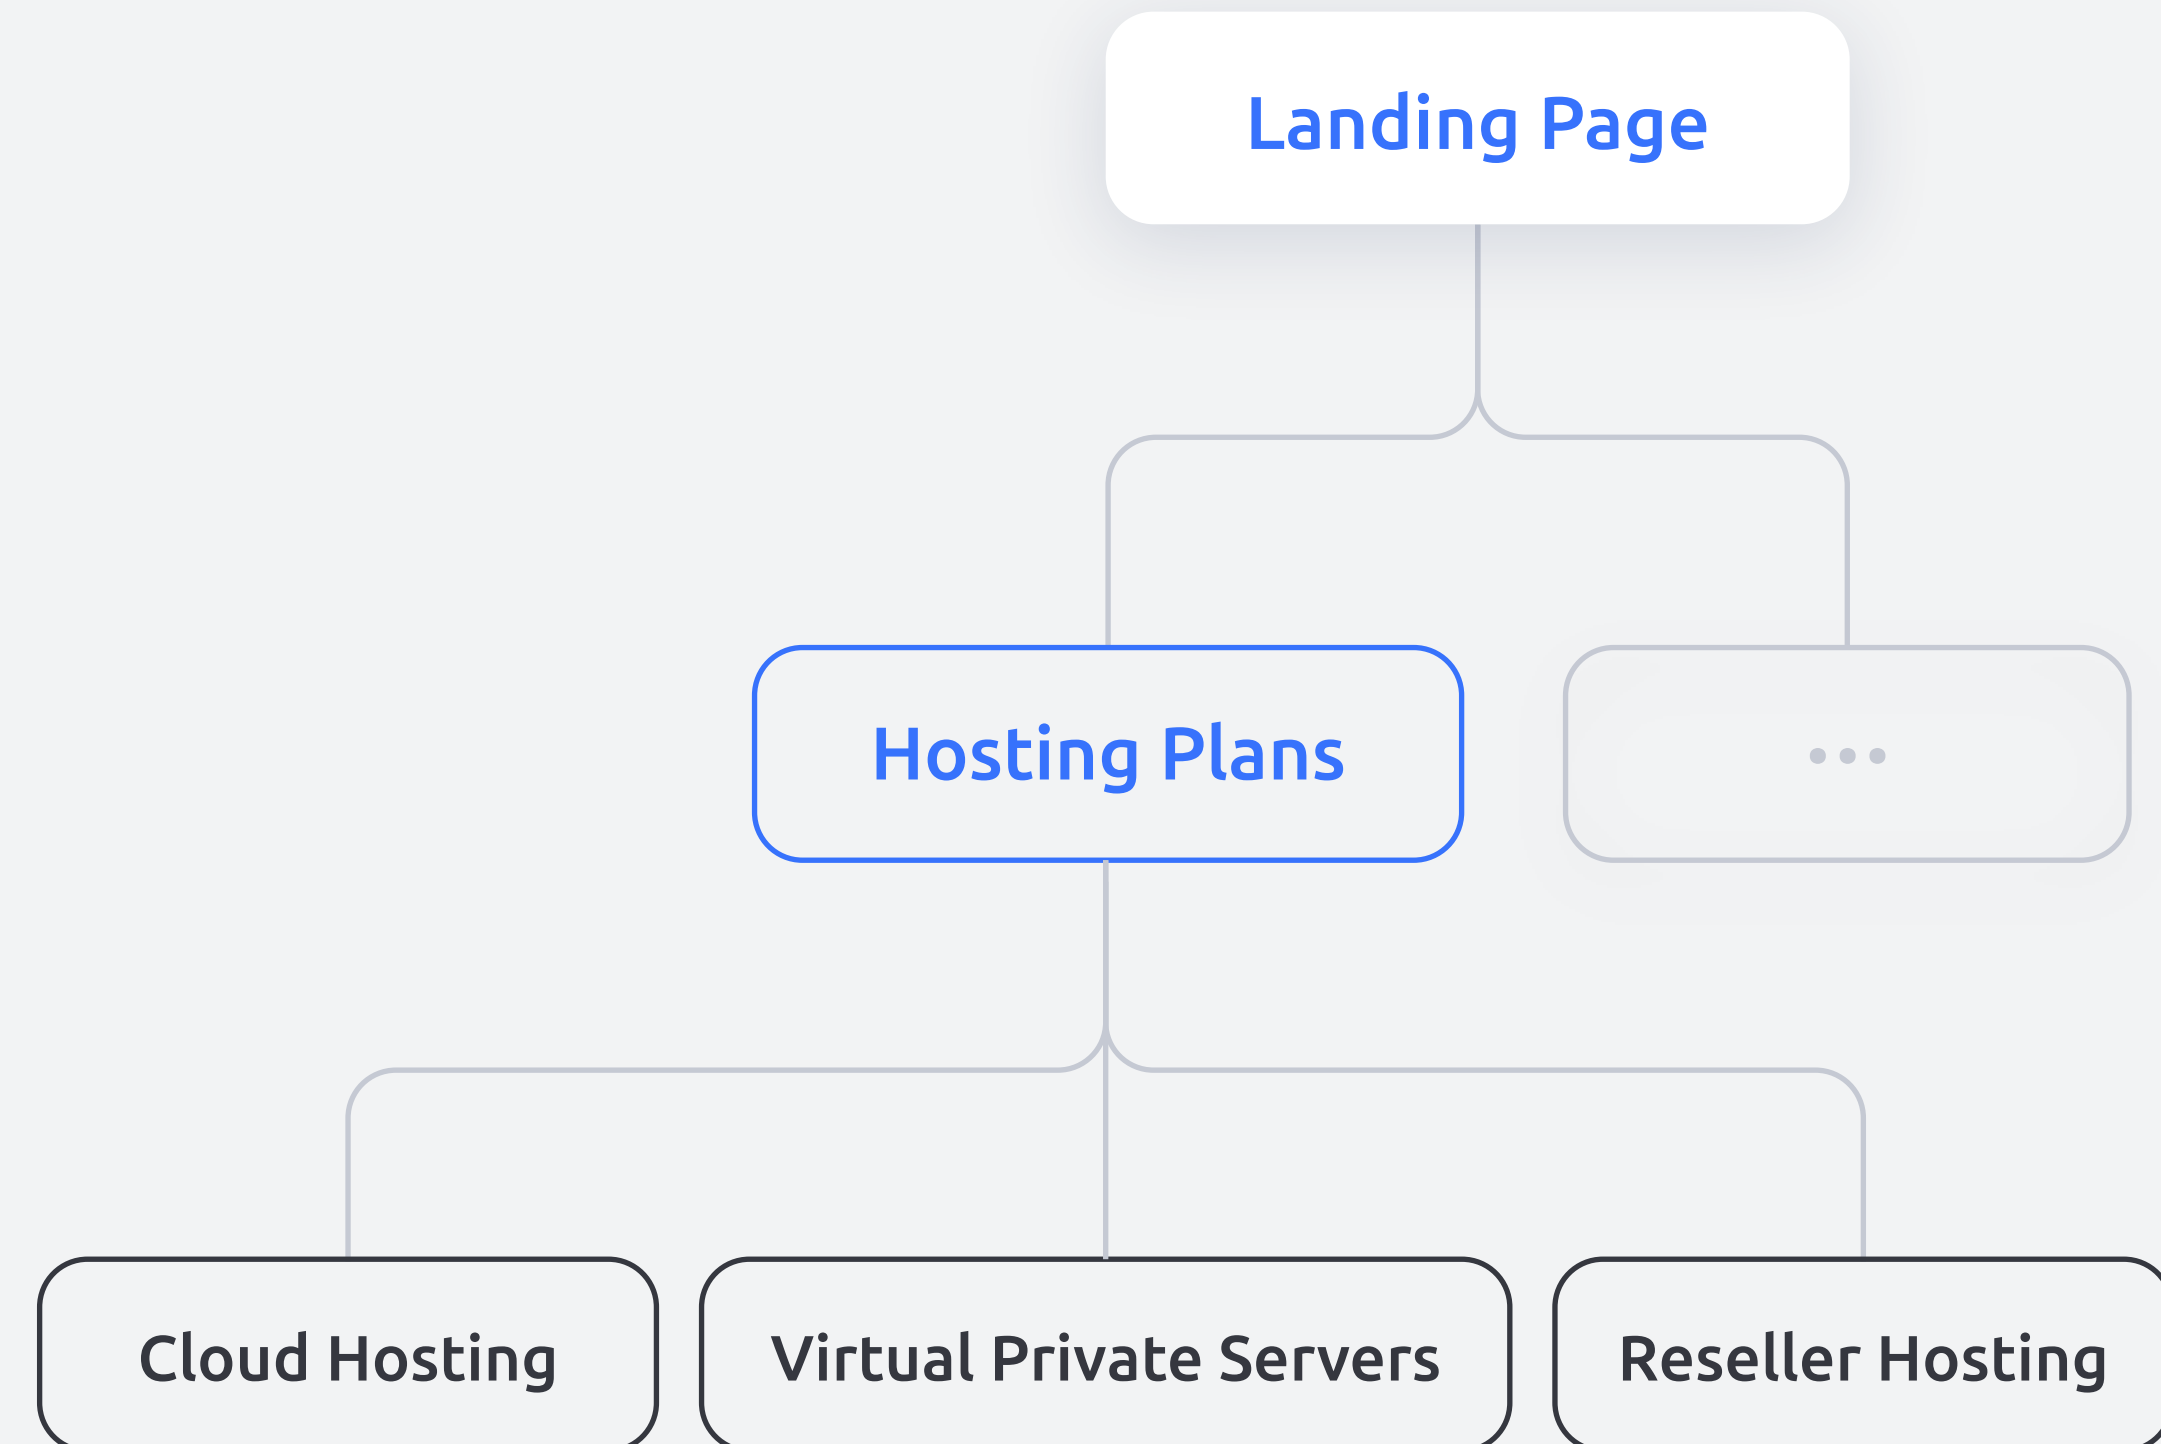 Landing Page
Hosting Plans
...
Cloud Hosting
Virtual Private Servers
Reseller Hosting